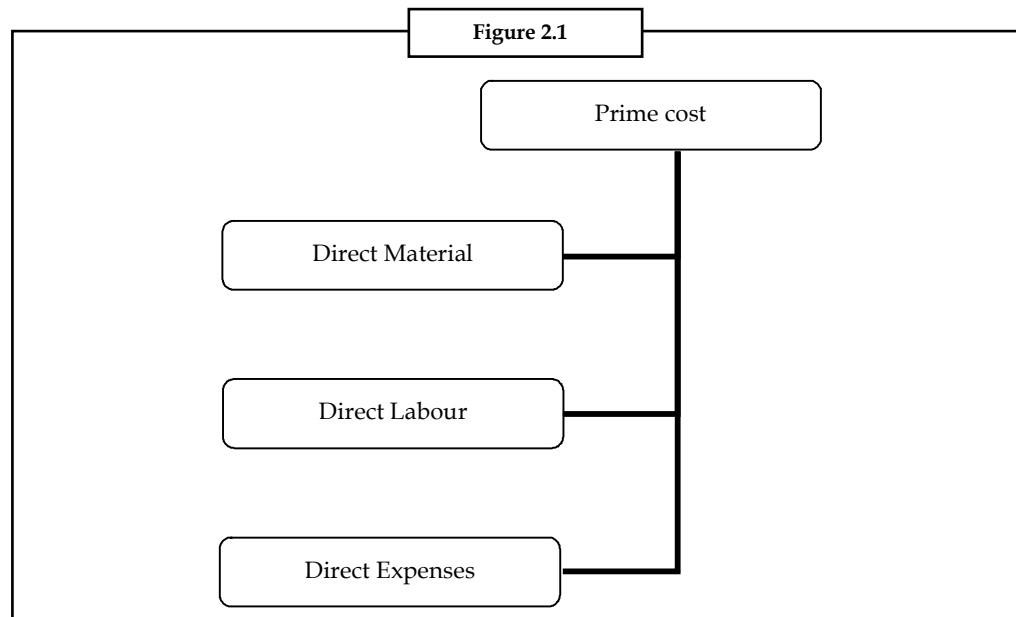 Figure 2.1
Prime cost
Direct Material
Direct Labour
Direct Expenses